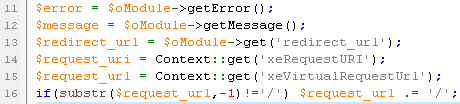 11 $error = $oModule->getError();
12 $message = $oModule->getMessage();
13 $redirect_url = $oModule->get('redirect_url');
14 $request_uri = Context::get('xeRequestURI');
15 $request_url = Context::get('xeVirtualRequestUrl');
16 if(substr($request_url,-1)!='/') $request_url .= '/';